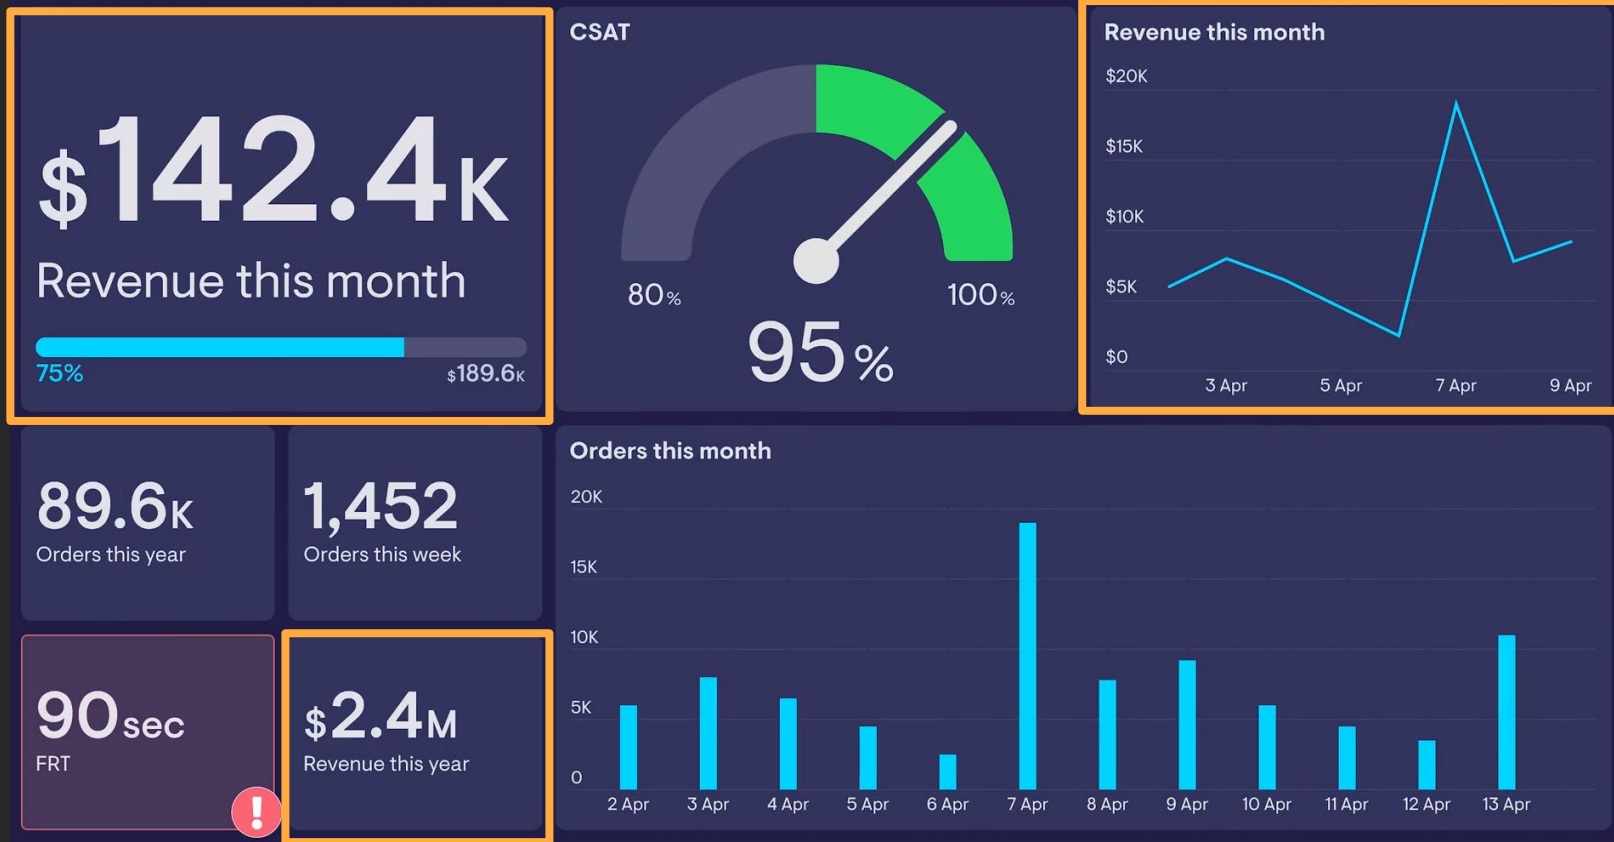 $142.4K
Revenue this month
75%
$189.6K
CSAT
80%
100%
95%
Revenue this month
$20K
$15K
$10K
$5K
$0
3 Apr 5 Apr 7 Apr 9 Apr
89.6K
Orders this year
1,452
Orders this week
90sec
FRT
!
$2.4M
Revenue this year
Orders this month
20K
15K
10K
5K
0
2 Apr 3 Apr 4 Apr 5 Apr 6 Apr 7 Apr 8 Apr 9 Apr 10 Apr 11 Apr 12 Apr 13 Apr